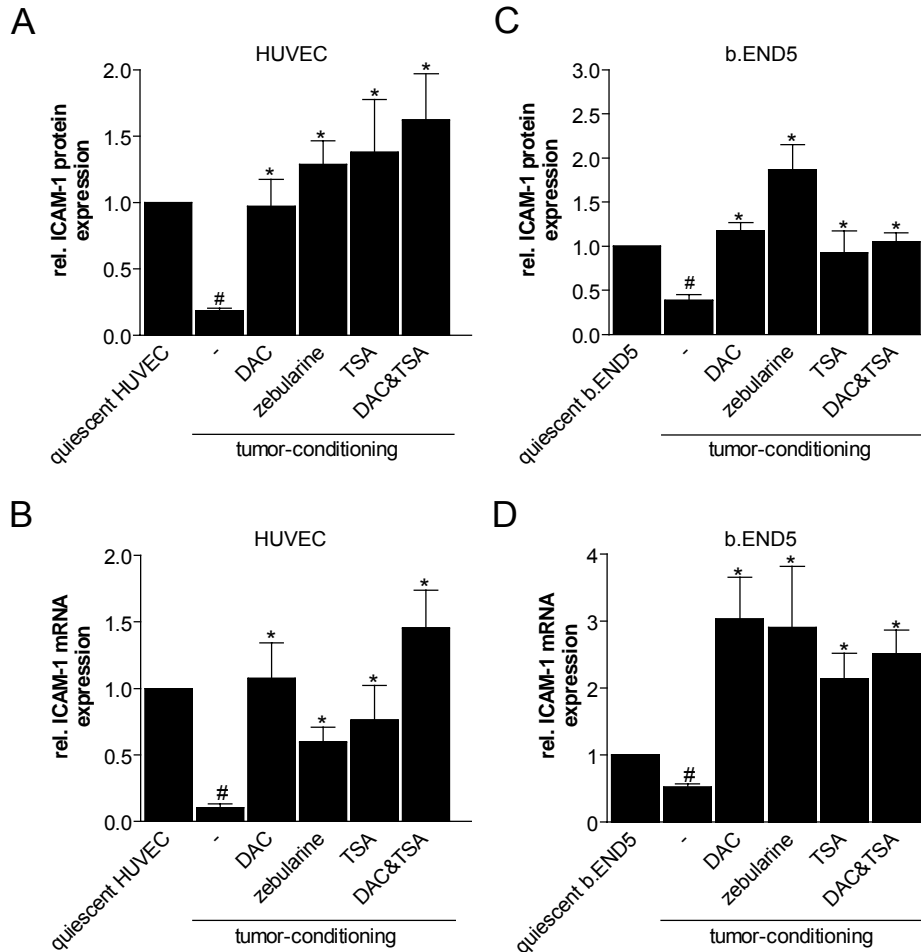 A
HUVEC
rel. ICAM-1 protein
expression
2.0
1.5
1.0
0.5
0.0
*
*
*
*
#
quiescent HUVEC
-
DAC
zebularine
TSA
DAC&TSA
tumor-conditioning
C
b.END5
rel. ICAM-1 protein
expression
3.0
2.5
2.0
1.5
1.0
0.5
0.0
*
*
*
*
#
quiescent b.END5
-
DAC
zebularine
TSA
DAC&TSA
tumor-conditioning
B
HUVEC
rel. ICAM-1 mRNA
expression
2.0
1.5
1.0
0.5
0.0
*
*
*
*
#
quiescent HUVEC
-
DAC
zebularine
TSA
DAC&TSA
tumor-conditioning
D
b.END5
rel. ICAM-1 mRNA
expression
4
3
2
1
0
*
*
*
*
#
quiescent b.END5
-
DAC
zebularine
TSA
DAC&TSA
tumor-conditioning